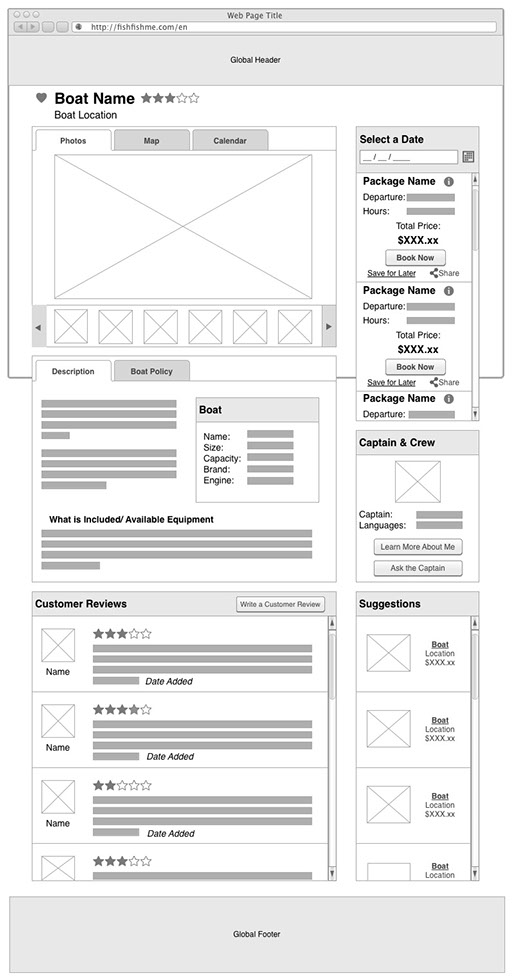 Web Page Title
http://fishfishme.com/en
Global Header
Boat Name
Boat Location
Photos
Map
Calendar
Select a Date
__ / __ / ____
Package Name
Departure:
Hours:
Total Price:
$XXX.xx
Book Now
Save for Later
Share
Package Name
Departure:
Hours:
Total Price:
$XXX.xx
Book Now
Save for Later
Share
Package Name
Departure:
Description
Boat Policy
Boat
Name:
Size:
Capacity:
Brand:
Engine:
What is Included/ Available Equipment
Captain & Crew
Captain:
Languages:
Learn More About Me
Ask the Captain
Customer Reviews
Write a Customer Review
Name
Date Added
Name
Date Added
Name
Date Added
Suggestions
Boat
Location
$XXX.xx
Boat
Location
$XXX.xx
Boat
Location
$XXX.xx
Boat
Location
Global Footer